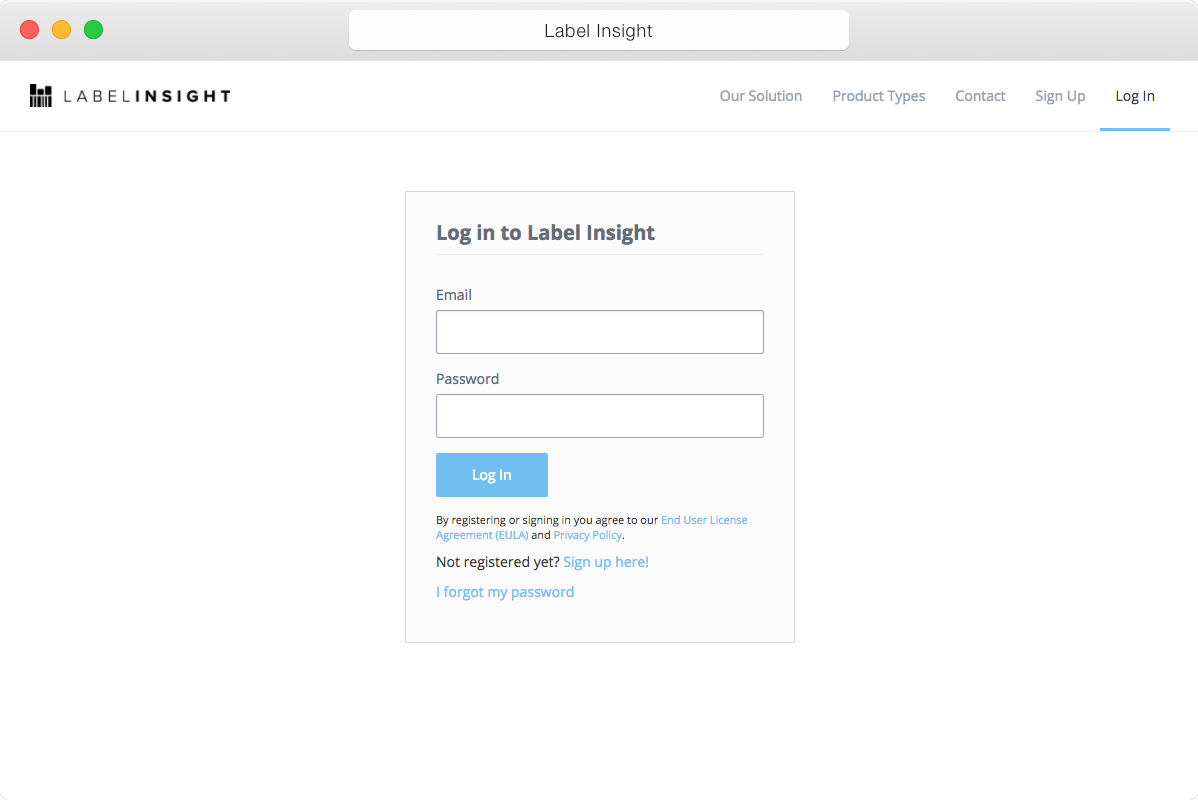 Label Insight
LABELINSIGHT
Our Solution
Product Types
Contact
Sign Up
Log In
Log in to Label Insight
Email
Password
Log In
By registering or signing in you agree to our End User License
Agreement (EULA) and Privacy Policy.
Not registered yet? Sign up here!
I forgot my password